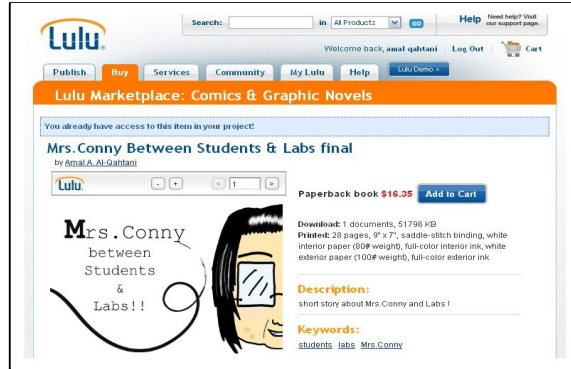 Lulu
Search: in All Products GO Help Need help? Visit
our support page.
Welcome back, amal qahtani Log Out Cart
Publish Buy Services Community My Lulu Help Lulu Demo >
Lulu Marketplace: Comics & Graphic Novels
You already have access to this item in your project!
Mrs.Conny Between Students & Labs final
by Amal A. Al-Qahtani
Lulu - + < 1 >
Mrs.Conny
between
Students
&
Labs!!
Paperback book $16.35 Add to Cart
Download: 1 documents, 51796 KB
Printed: 28 pages, 9" x 7", saddle-stitch binding, white
interior paper (80# weight), full-color interior ink, white
exterior paper (100# weight), full-color exterior ink
Description:
short story about Mrs.Conny and Labs !
Keywords:
students labs Mrs.Conny